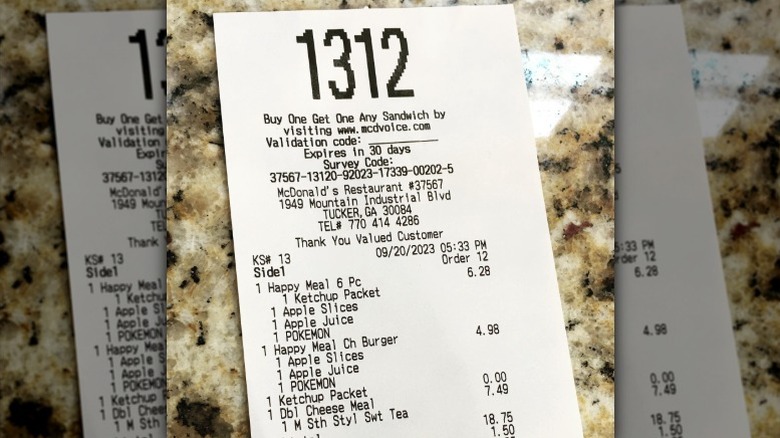 1312
Buy One Get One Any Sandwich by
visiting www.mcdvoice.com
Validation code: ____________
Expires in 30 days
Survey Code:
37567-13120-92023-17339-00202-5
McDonald's Restaurant #37567
1949 Mountain Industrial Blvd
TUCKER,GA 30084
TEL# 770 414 4286
Thank You Valued Customer
KS# 13 09/20/2023 05:33 PM
Side1 Order 12
1 Happy Meal 6 Pc 6.28
1 Ketchup Packet
1 Apple Slices
1 Apple Juice
1 POKEMON
1 Happy Meal Ch Burger 4.98
1 Apple Slices
1 Apple Juice
1 POKEMON
1 Ketchup Packet 0.00
1 Dbl Cheese Meal 7.49
1 M Sth Styl Swt Tea
18.75
1.50